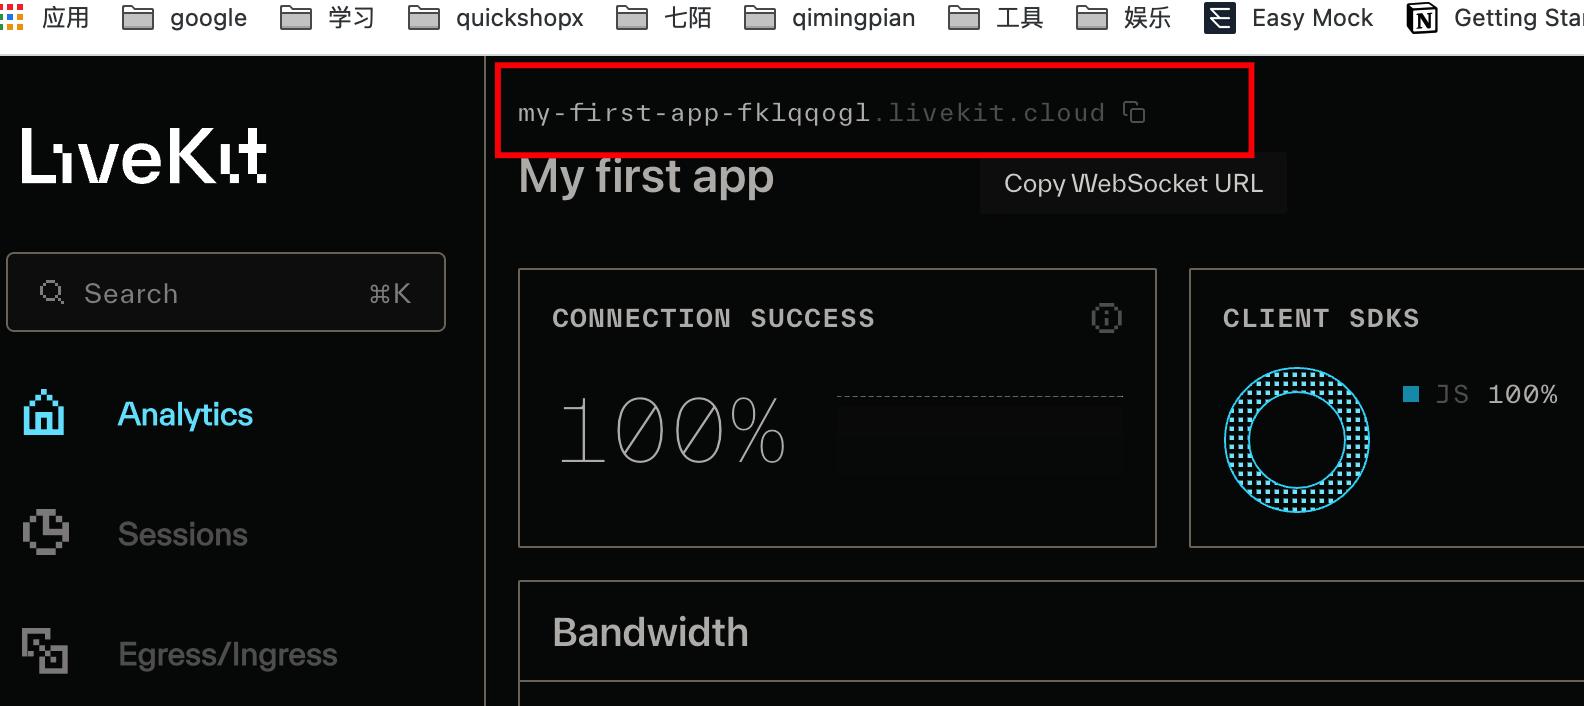 应用 google 学习 quickshopx 七陌 qimingpian 工具 娱乐 Easy Mock Getting Star
my-first-app-fklqqogl.livekit.cloud
LiveKit
My first app
Copy WebSocket URL
Search ⌘K
CONNECTION SUCCESS
100%
CLIENT SDKS
JS 100%
Analytics
Sessions
Egress/Ingress
Bandwidth